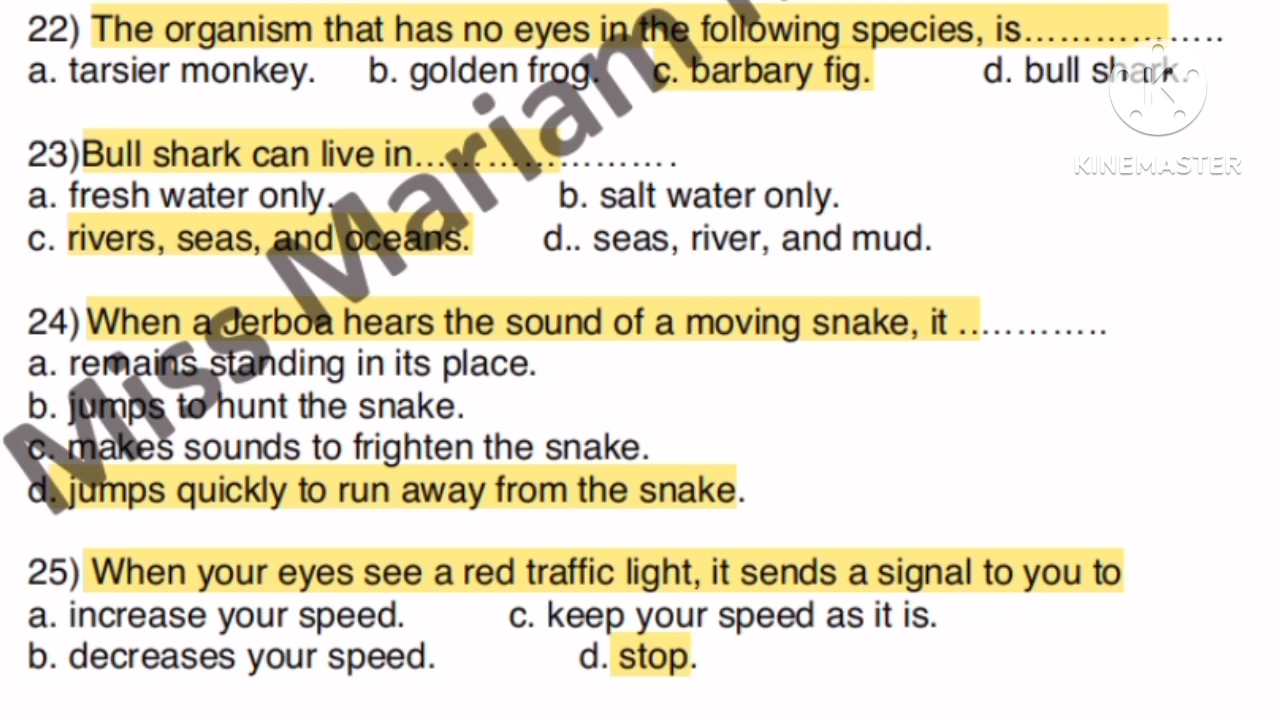 22) The organism that has no eyes in the following species, is……………..
a. tarsier monkey. b. golden frog. c. barbary fig. d. bull shark.
KINEMASTER
23)Bull shark can live in…………………….
a. fresh water only. b. salt water only.
c. rivers, seas, and oceans. d.. seas, river, and mud.
24) When a Jerboa hears the sound of a moving snake, it …………..
a. remains standing in its place.
b. jumps to hunt the snake.
c. makes sounds to frighten the snake.
d. jumps quickly to run away from the snake.
25) When your eyes see a red traffic light, it sends a signal to you to
a. increase your speed. c. keep your speed as it is.
b. decreases your speed. d. stop.
Miss Mariam